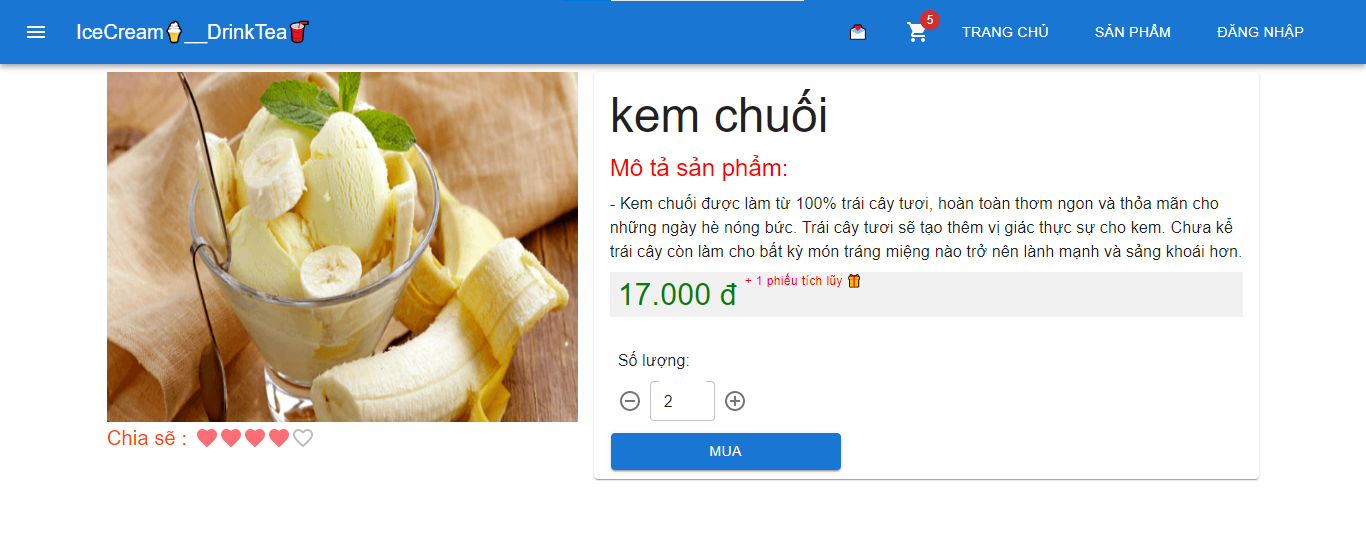 IceCream🍦__DrinkTea🥤
5
TRANG CHỦ
SẢN PHẨM
ĐĂNG NHẬP
kem chuối
Mô tả sản phẩm:
- Kem chuối được làm từ 100% trái cây tươi, hoàn toàn thơm ngon và thỏa mãn cho
những ngày hè nóng bức. Trái cây tươi sẽ tạo thêm vị giác thực sự cho kem. Chưa kể
trái cây còn làm cho bất kỳ món tráng miệng nào trở nên lành mạnh và sảng khoái hơn.
17.000 đ + 1 phiếu tích lũy 🎁
Số lượng:
2
MUA
Chia sẽ :